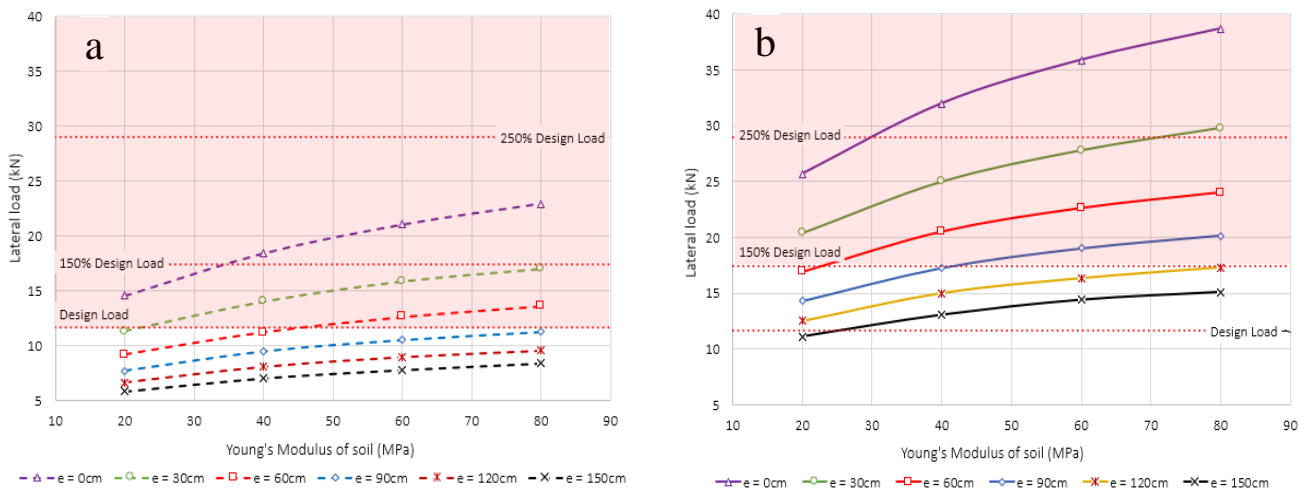 a
40
35
30
25
20
15
10
5
Lateral load (kN)
250% Design Load
150% Design Load
Design Load
10 20 30 40 50 60 70 80 90
Young's Modulus of soil (MPa)
e = 0cm e = 30cm e = 60cm e = 90cm e = 120cm e = 150cm
b
40
35
30
25
20
15
10
5
Lateral load (kN)
250% Design Load
150% Design Load
Design Load
10 20 30 40 50 60 70 80 90
Young's Modulus of soil (MPa)
e = 0cm e = 30cm e = 60cm e = 90cm e = 120cm e = 150cm